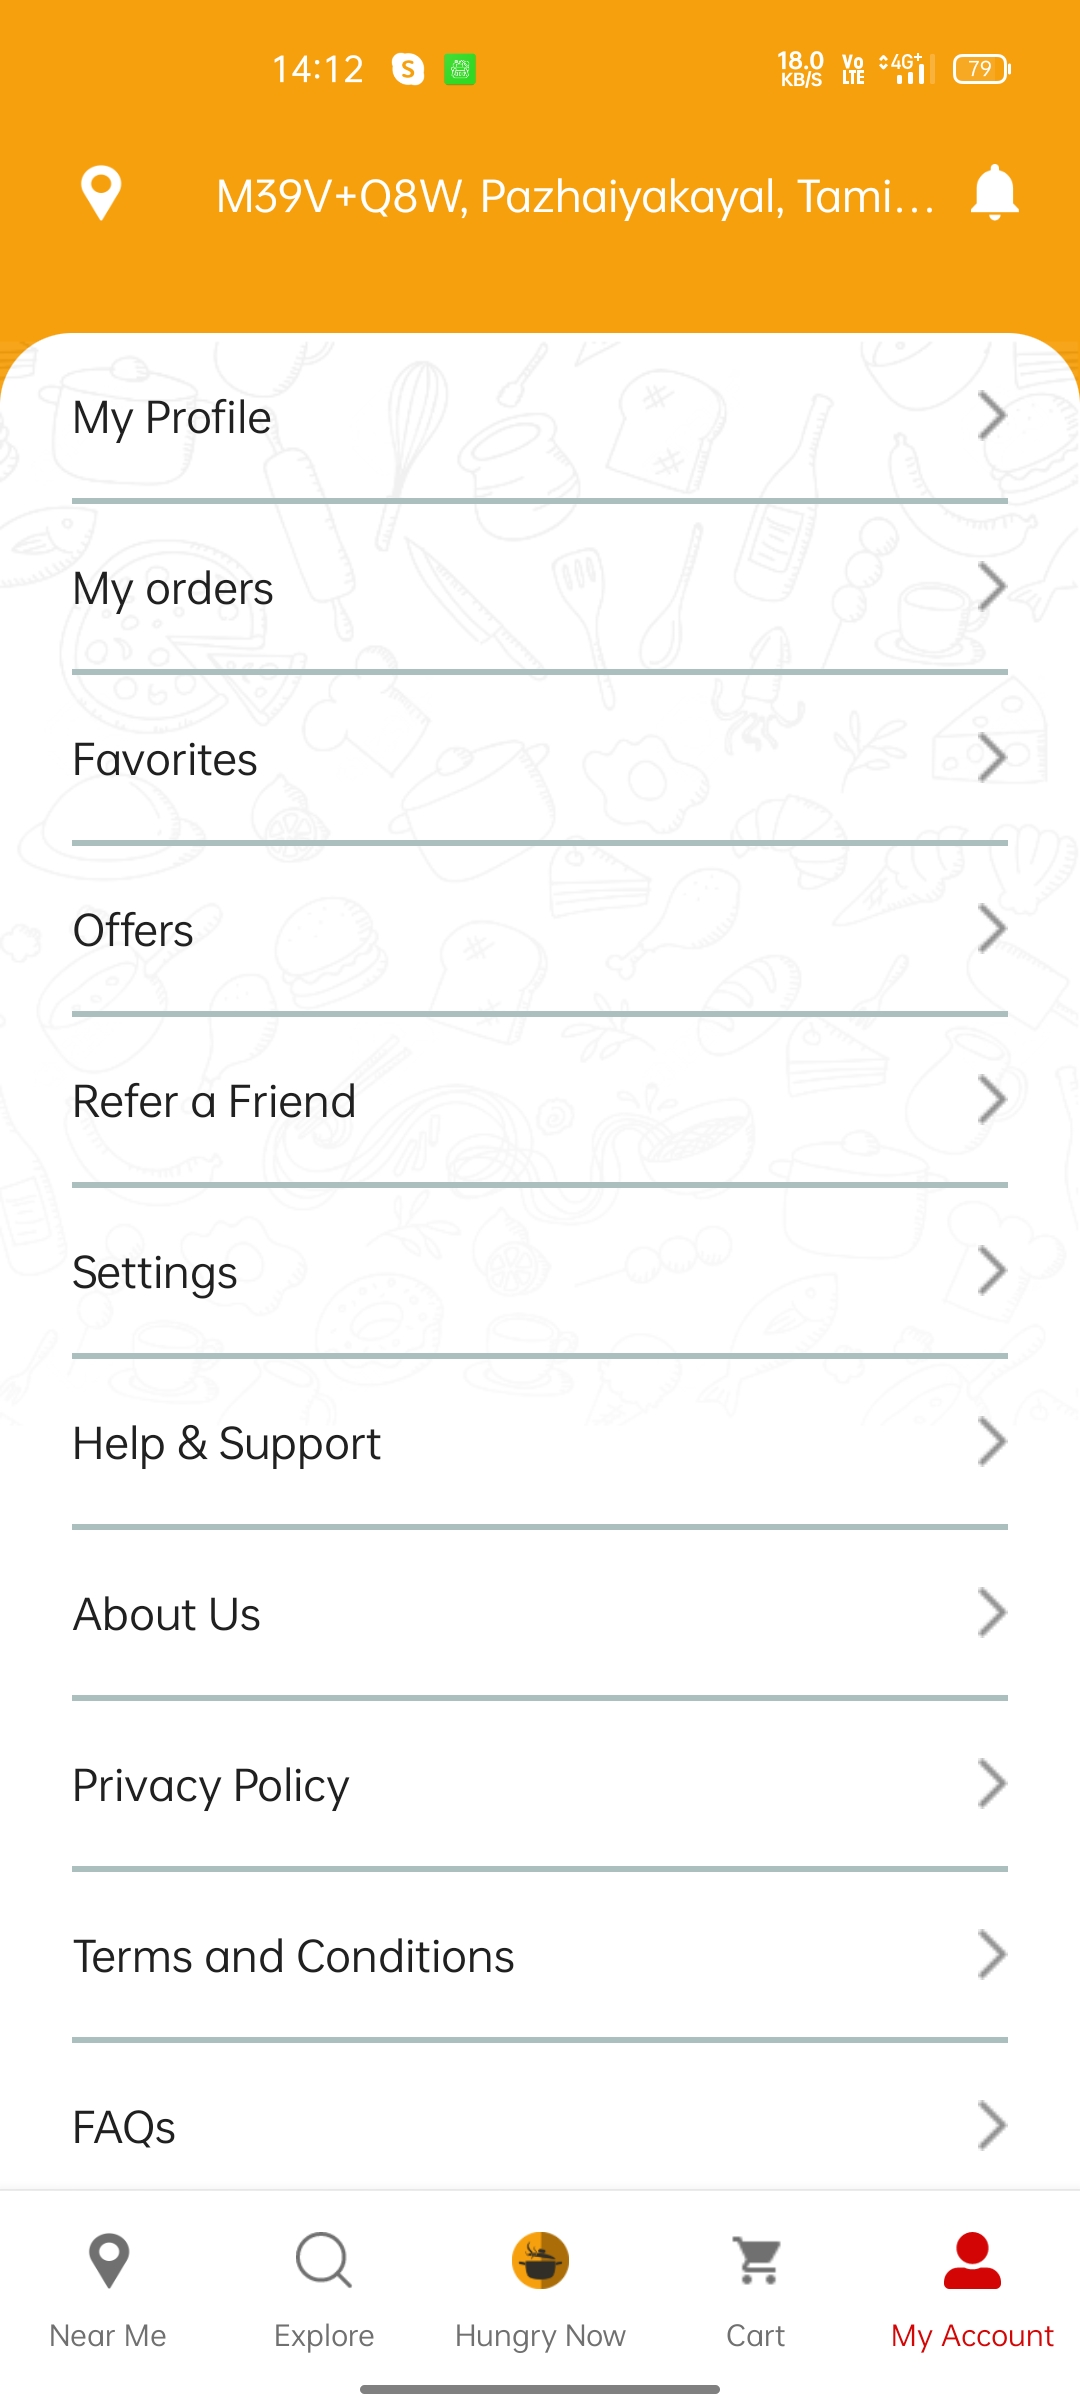 14:12 S 18.0 KB/S Vo LTE 4G+ 79
M39V+Q8W, Pazhaiyakayal, Tami...
My Profile
My orders
Favorites
Offers
Refer a Friend
Settings
Help & Support
About Us
Privacy Policy
Terms and Conditions
FAQs
Near Me Explore Hungry Now Cart My Account